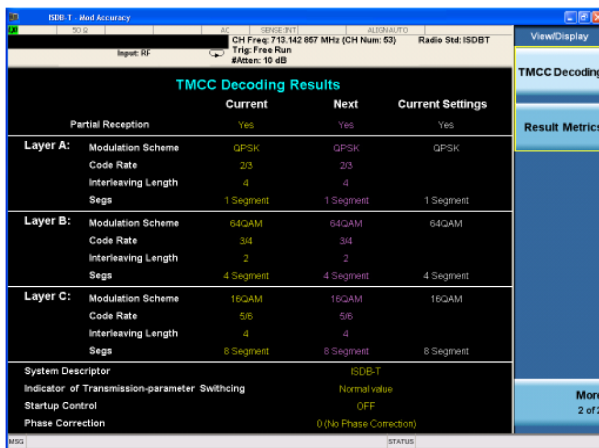 ISDB-T - Mod Accuracy
50 Ω AC SENSE:INT ALIGNAUTO
CH Freq: 713.142 857 MHz (CH Num: 53) Radio Std: ISDBT
Input: RF Trig: Free Run
#Atten: 10 dB
View/Display
TMCC Decoding
Result Metrics
More
2 of 2
TMCC Decoding Results
Current Next Current Settings
Partial Reception Yes Yes Yes
Layer A: Modulation Scheme QPSK QPSK QPSK
Code Rate 2/3 2/3
Interleaving Length 4 4
Segs 1 Segment 1 Segment 1 Segment
Layer B: Modulation Scheme 64QAM 64QAM 64QAM
Code Rate 3/4 3/4
Interleaving Length 2 2
Segs 4 Segment 4 Segment 4 Segment
Layer C: Modulation Scheme 16QAM 16QAM 16QAM
Code Rate 5/6 5/6
Interleaving Length 4 4
Segs 8 Segment 8 Segment 8 Segment
System Descriptor ISDB-T
Indicator of Transmission-parameter Swithcing Normal value
Startup Control OFF
Phase Correction 0 (No Phase Correction)
MSG STATUS